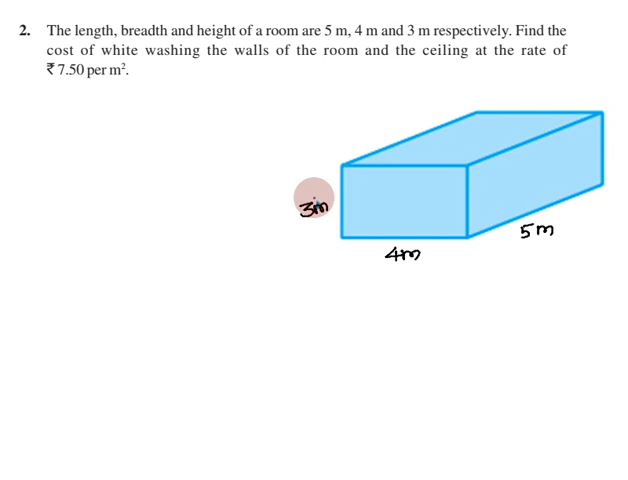 2. The length, breadth and height of a room are 5 m, 4 m and 3 m respectively. Find the
cost of white washing the walls of the room and the ceiling at the rate of
₹ 7.50 per m².
3m
5m
4m